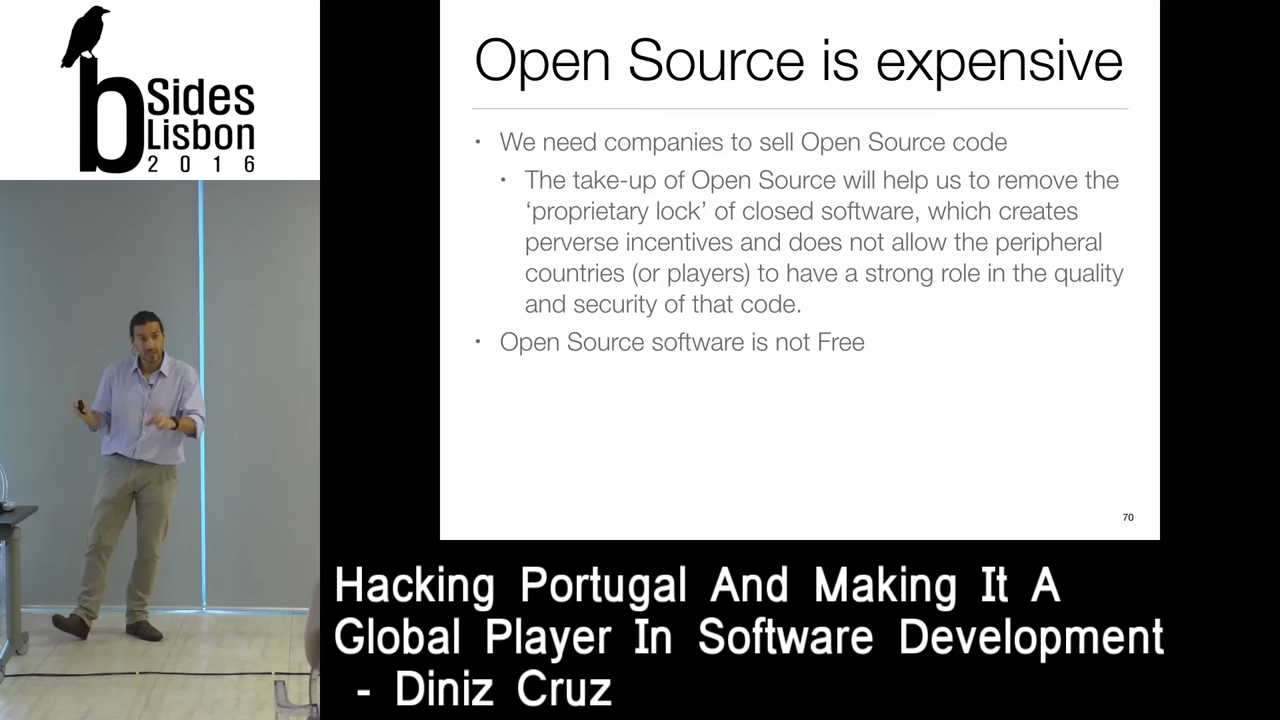 b
Sides
Lisbon
2016
Open Source is expensive
• We need companies to sell Open Source code
• The take-up of Open Source will help us to remove the
‘proprietary lock’ of closed software, which creates
perverse incentives and does not allow the peripheral
countries (or players) to have a strong role in the quality
and security of that code.
• Open Source software is not Free
70
Hacking Portugal And Making It A
Global Player In Software Development
- Diniz Cruz